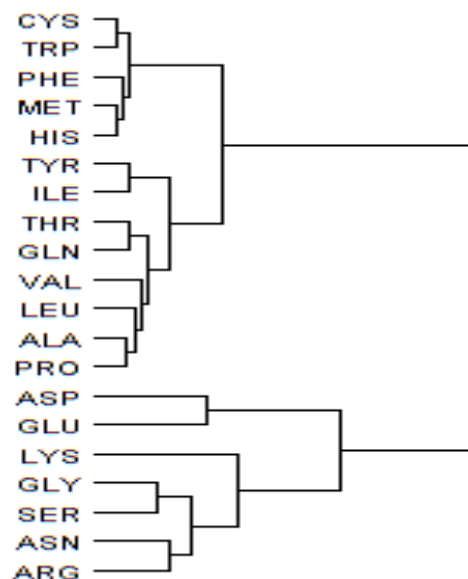 CYS
TRP
PHE
MET
HIS
TYR
ILE
THR
GLN
VAL
LEU
ALA
PRO
ASP
GLU
LYS
GLY
SER
ASN
ARG